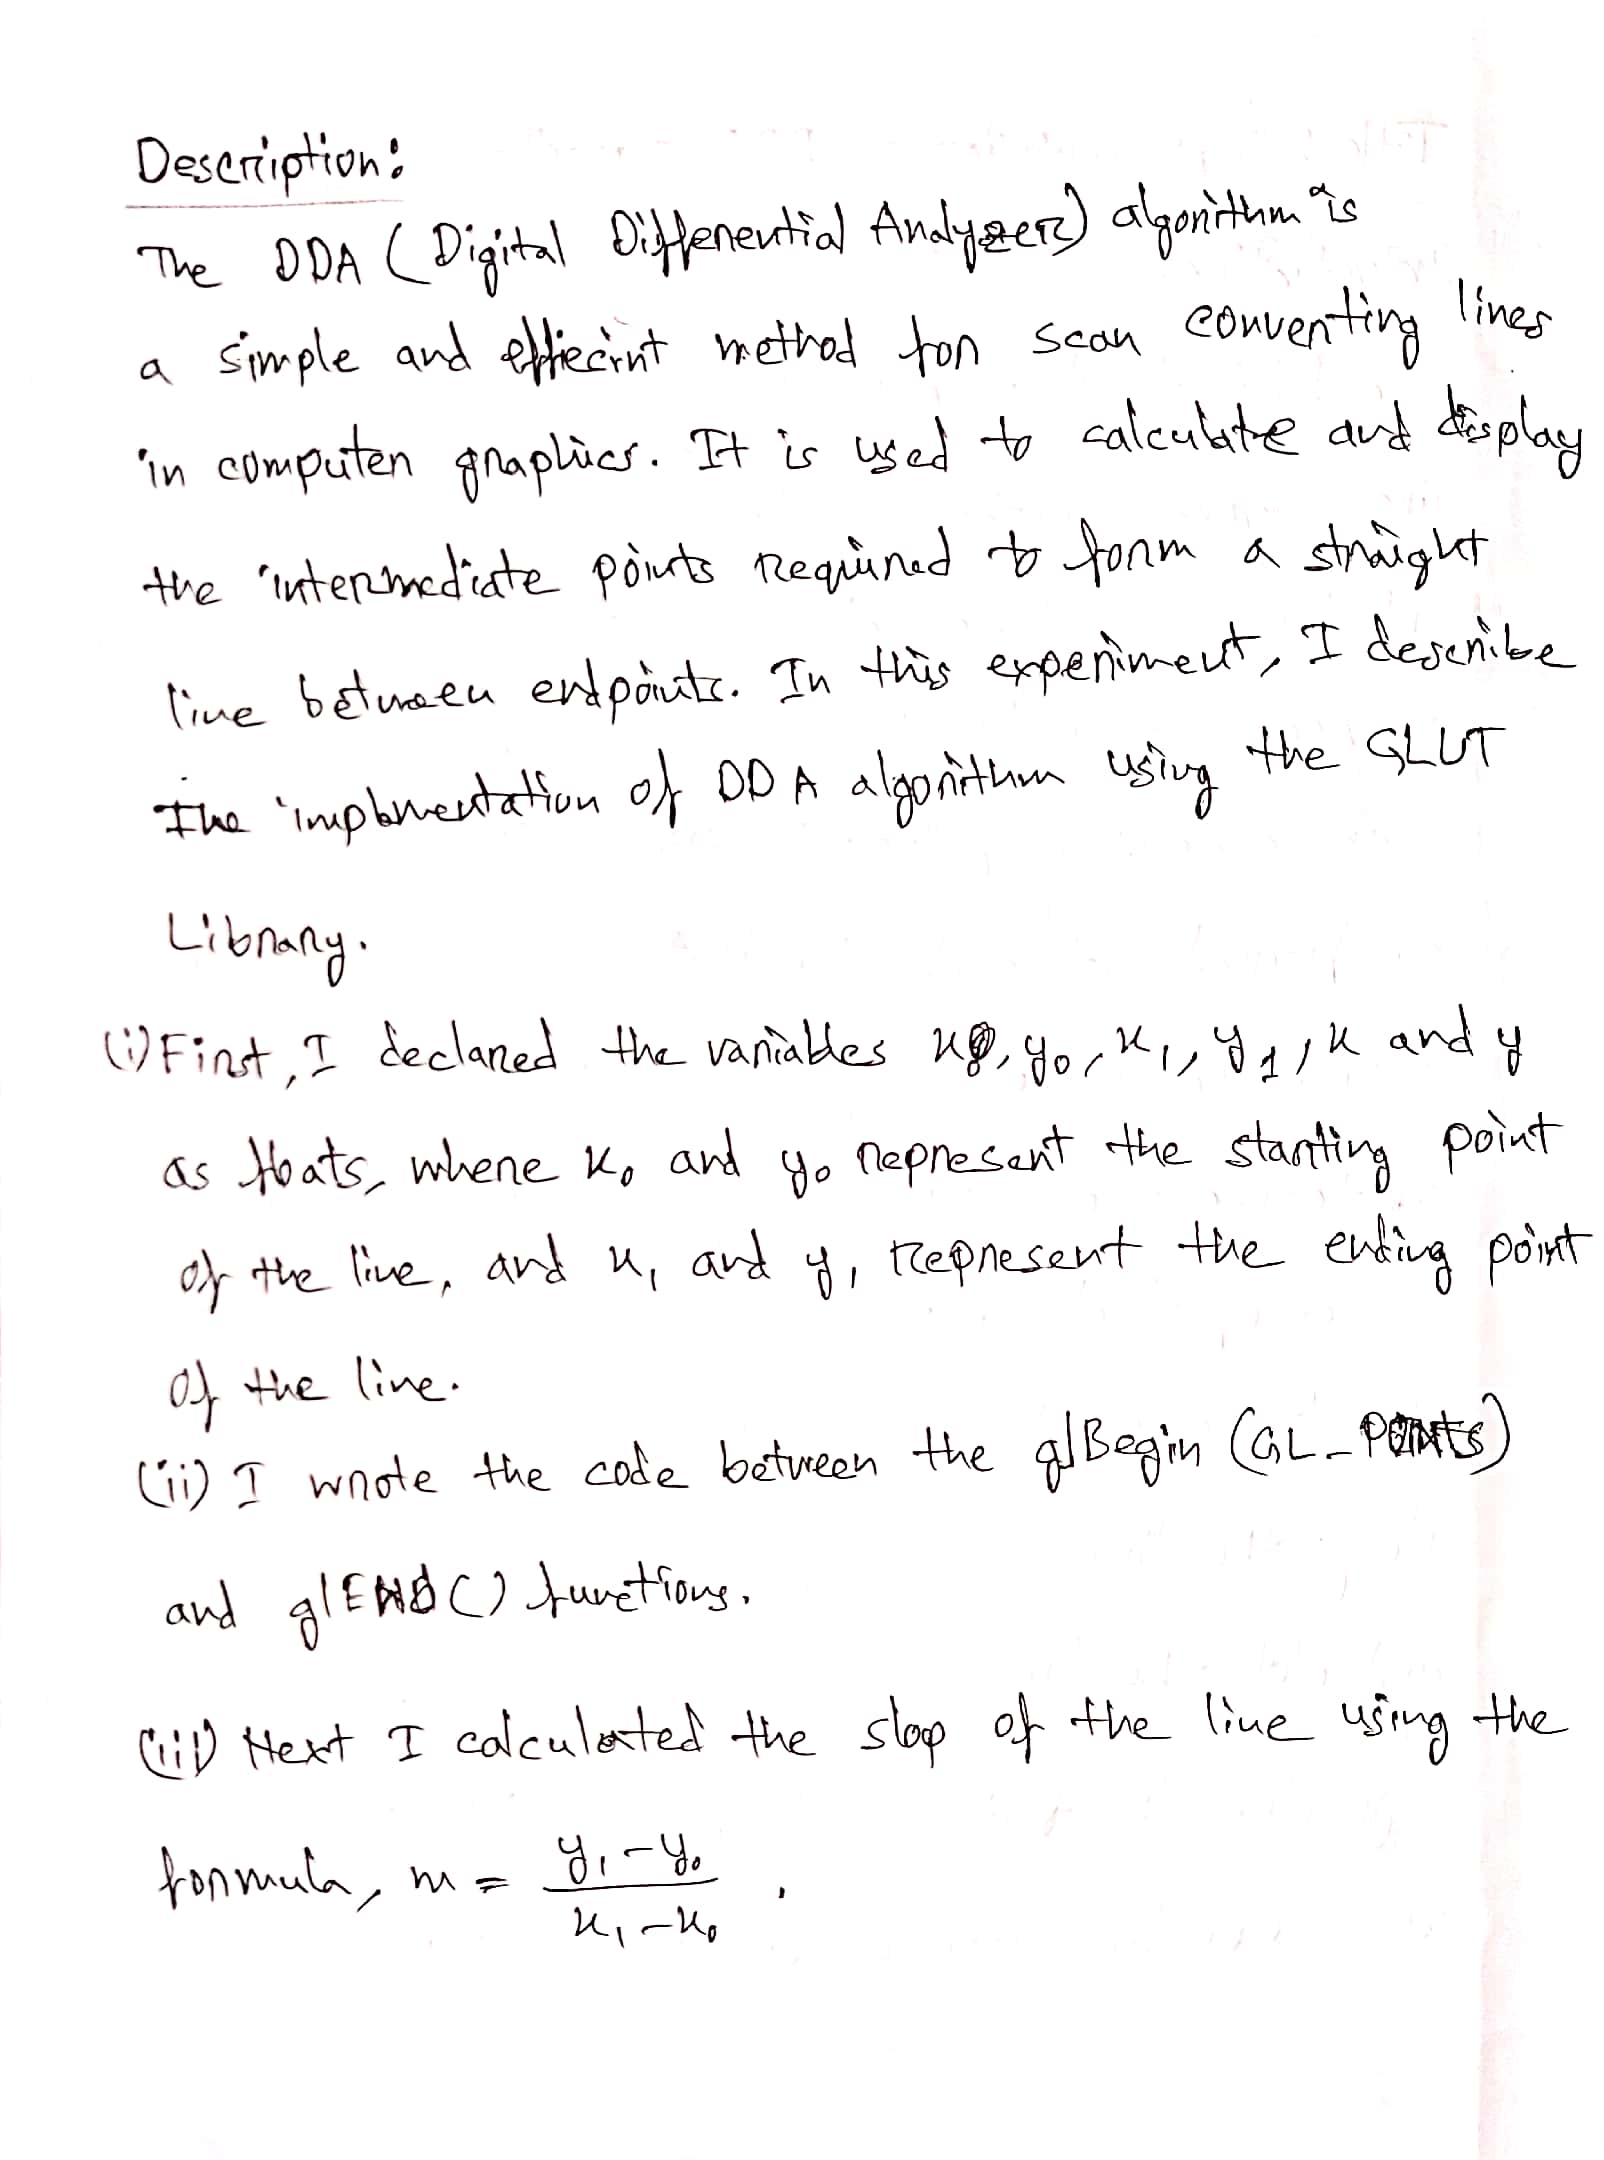 Description:
The DDA (Digital Differential Analyzer) algorithm is
a simple and effiecint method for scan converting lines
in computer graphics. It is used to calculate and display
the intermediate points required to form a straight
line between endpoints. In this experiment, I describe
the implmentation of DDA algorithm using the GLUT
Library.
(i) First, I declared the variables x0, y₀, x₁, y₁, x and y
as floats, where x₀ and y₀ represent the starting point
of the line, and x₁ and y₁ represent the ending point
of the line.
(ii) I wrote the code between the glBegin (GL_POINTS)
and glEND() functions.
(iii) Next I calculated the slop of the line using the
formula, m = (y₁-y₀)/(x₁-x₀) .